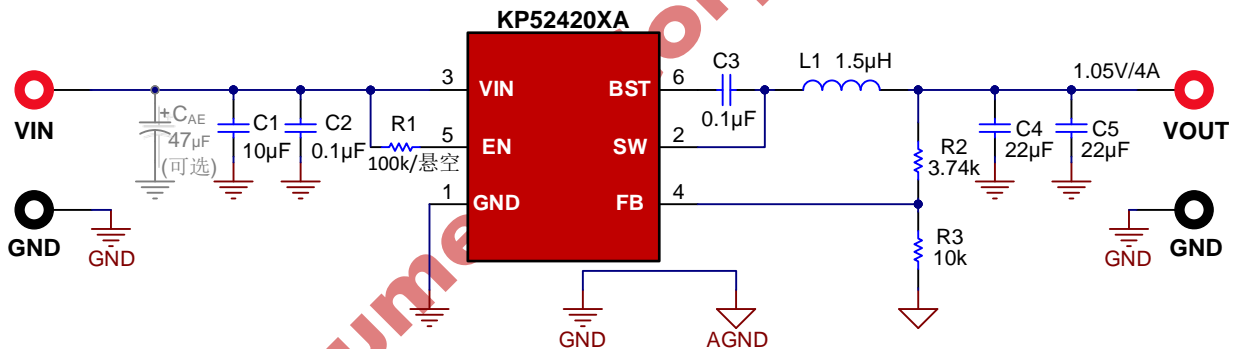 KP52420XA
VIN
GND
GND
+
C_AE
47µF
(可选)
C1
10µF
C2
0.1µF
R1
100k/悬空
3
5
1
VIN
EN
GND
BST
SW
FB
6
2
4
C3
0.1µF
L1
1.5µH
R2
3.74k
R3
10k
C4
22µF
C5
22µF
1.05V/4A
VOUT
GND
GND
GND
AGND